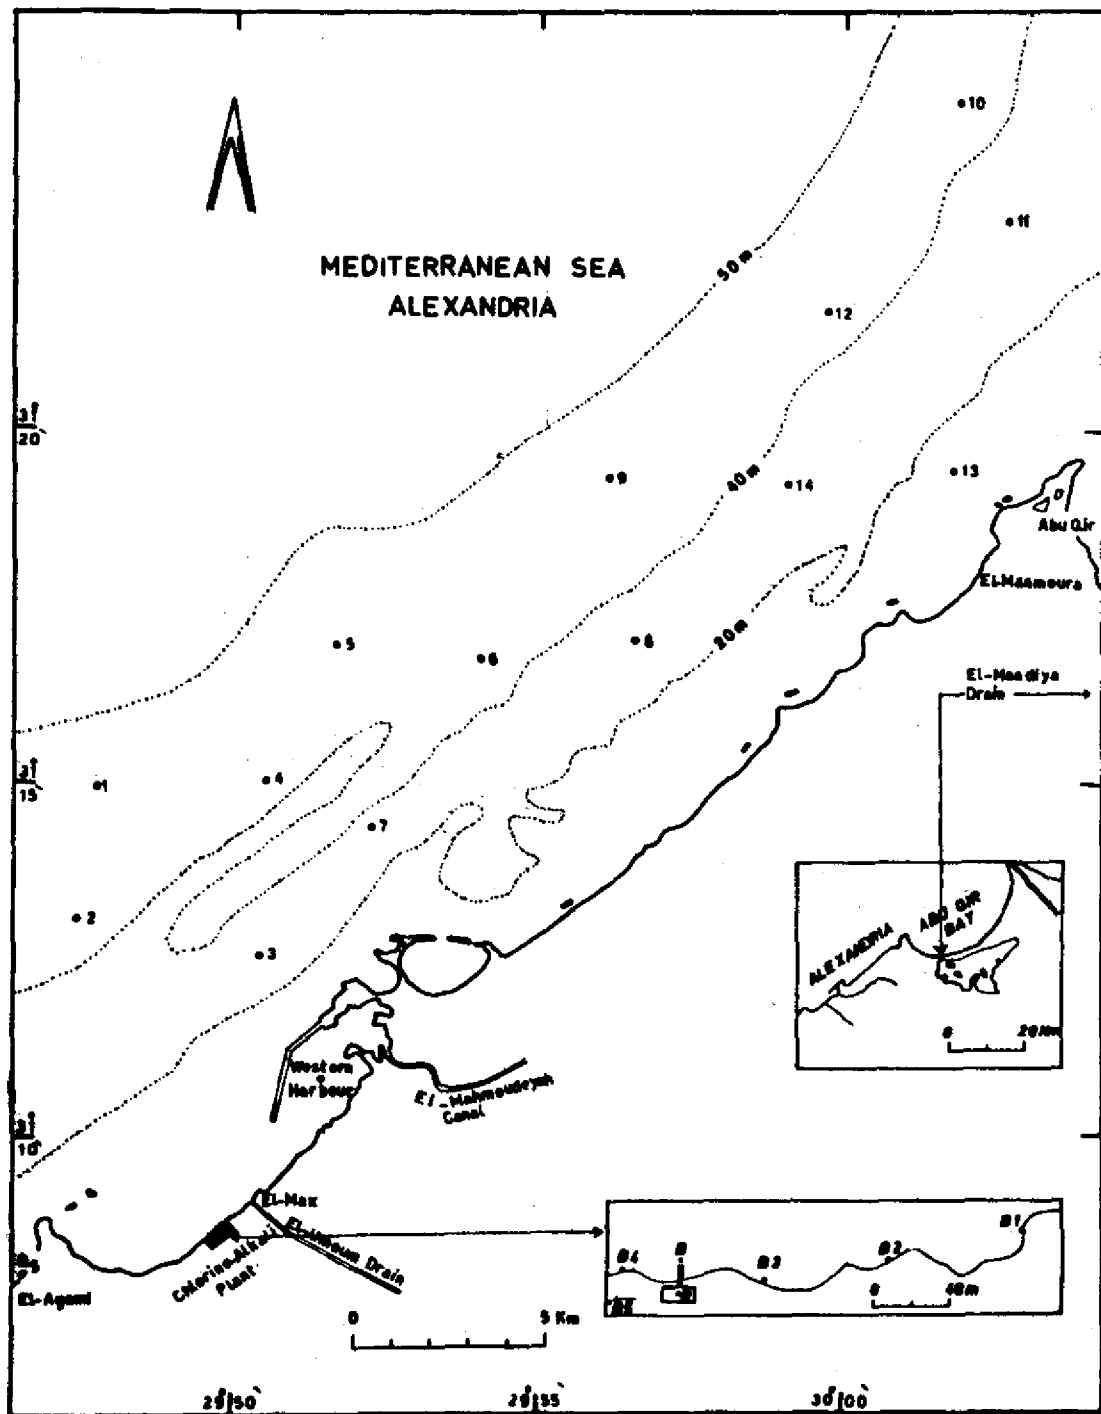 10
11
MEDITERRANEAN SEA
ALEXANDRIA
50 m
12
31°
20'
9
40 m
14
13
Abu Qir
El-Maamoura
5
6
8
20 m
El-Maadiya
Drain
31°
15'
1
4
7
2
3
ALEXANDRIA
ABU QIR
BAY
0 20 Km
Western
Harbour
El-Mahmoudeyah
Canal
31°
10'
El-Max
El-Umoum Drain
Chlorine-Alkali
Plant
El-Agami
B1
B2
B3
B
B4
0 40 m
0 5 Km
29°50'
29°55'
30°00'